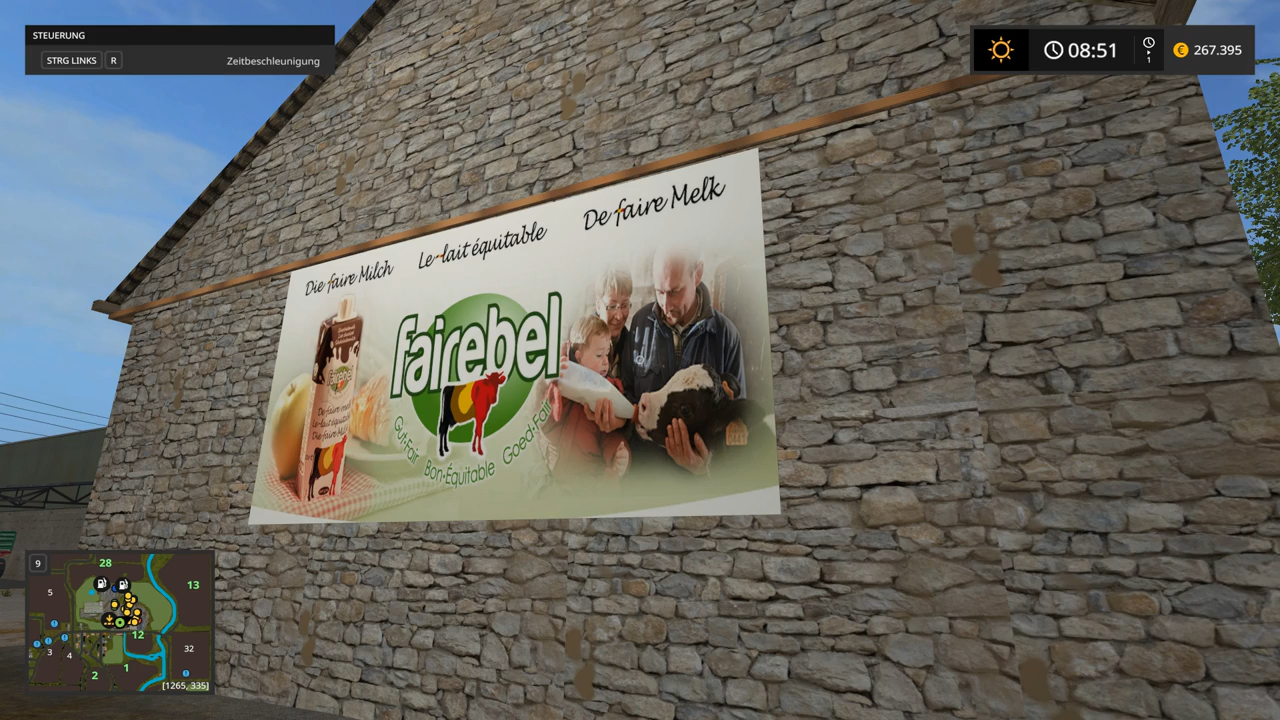 STEUERUNG
STRG LINKS R Zeitbeschleunigung
08:51
1
267.395
Die faire Milch
Le lait équitable
De faire Melk
fairebel
Gut·Fair Bon·Équitable Goed·Fair
fairebel
9
28
5
13
12
3
4
32
1
2
[1265, 335]